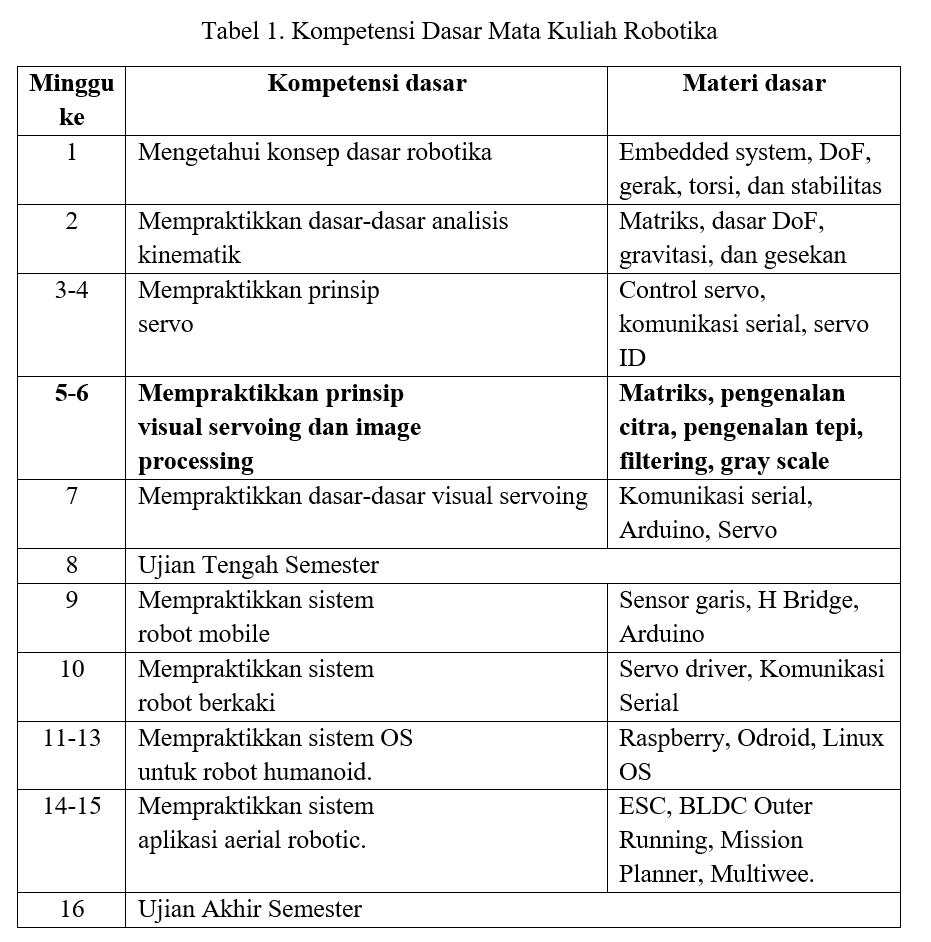 Tabel 1. Kompetensi Dasar Mata Kuliah Robotika
Minggu ke Kompetensi dasar Materi dasar
1 Mengetahui konsep dasar robotika Embedded system, DoF,
gerak, torsi, dan stabilitas
2 Mempraktikkan dasar-dasar analisis Matriks, dasar DoF,
kinematik gravitasi, dan gesekan
3-4 Mempraktikkan prinsip Control servo,
servo komunikasi serial, servo
ID
5-6 Mempraktikkan prinsip Matriks, pengenalan
visual servoing dan image citra, pengenalan tepi,
processing filtering, gray scale
7 Mempraktikkan dasar-dasar visual servoing Komunikasi serial,
Arduino, Servo
8 Ujian Tengah Semester
9 Mempraktikkan sistem Sensor garis, H Bridge,
robot mobile Arduino
10 Mempraktikkan sistem Servo driver, Komunikasi
robot berkaki Serial
11-13 Mempraktikkan sistem OS Raspberry, Odroid, Linux
untuk robot humanoid. OS
14-15 Mempraktikkan sistem ESC, BLDC Outer
aplikasi aerial robotic. Running, Mission
Planner, Multiwee.
16 Ujian Akhir Semester